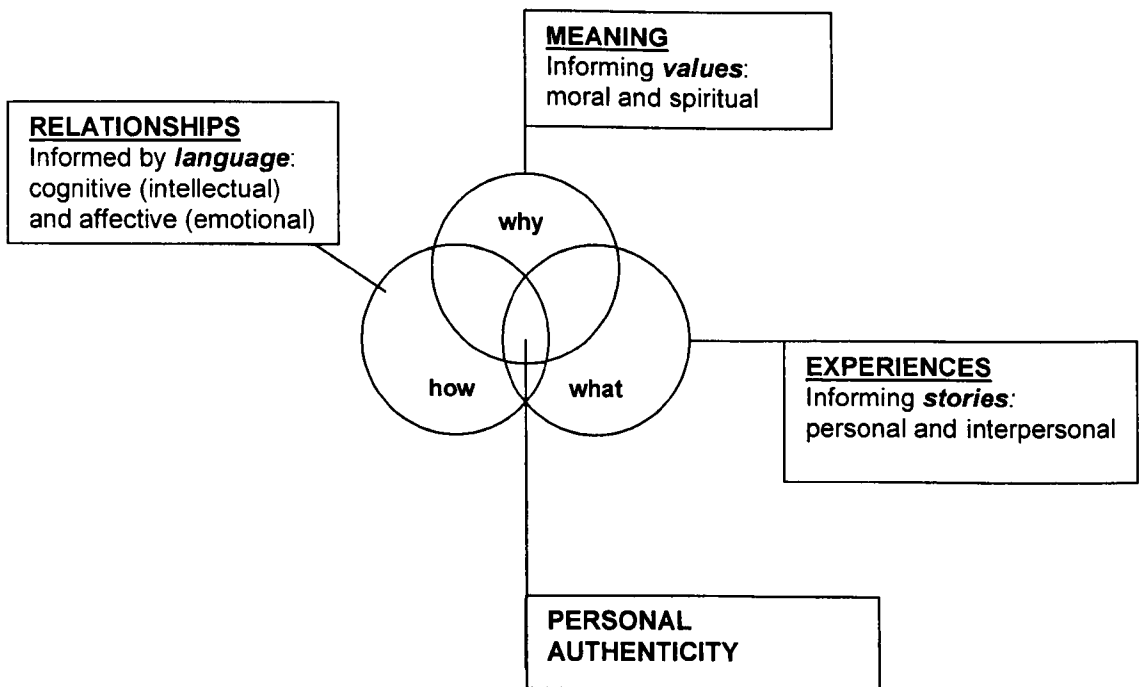 MEANING
Informing values:
moral and spiritual
RELATIONSHIPS
Informed by language:
cognitive (intellectual)
and affective (emotional)
why
how
what
EXPERIENCES
Informing stories:
personal and interpersonal
PERSONAL
AUTHENTICITY